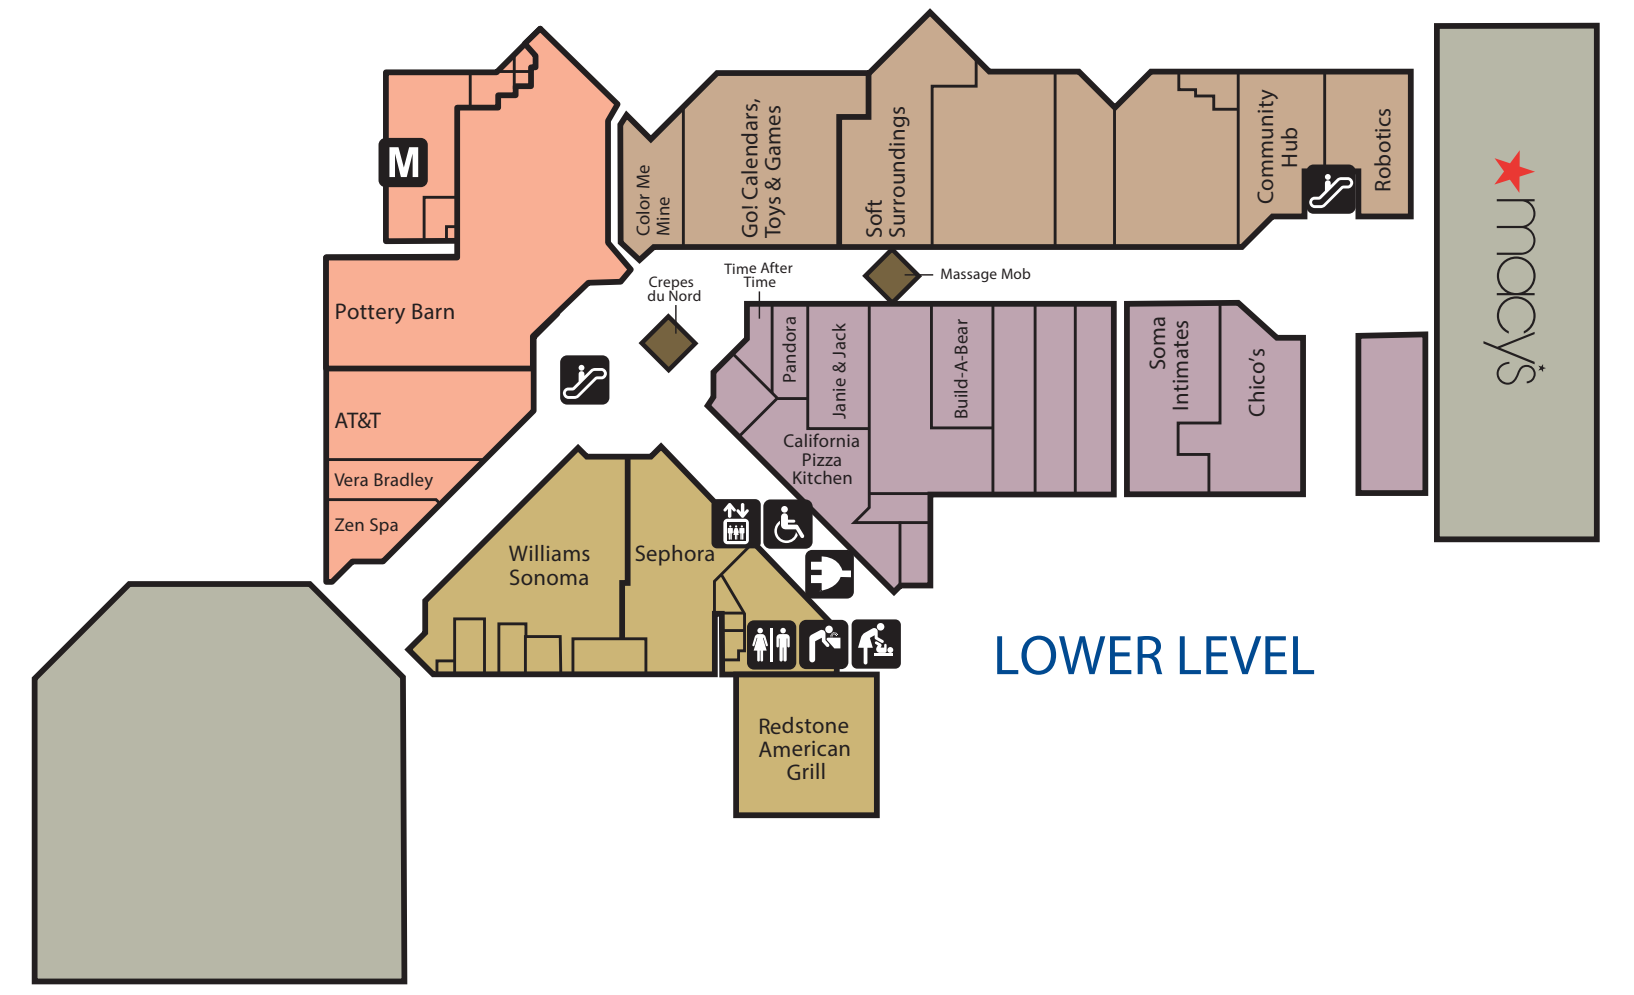 M
Color Me
Mine
Go! Calendars,
Toys & Games
Soft
Surroundings
Community
Hub
Robotics
macy's
Pottery Barn
Crepes
du Nord
Time After
Time
Massage Mob
Pandora
Janie & Jack
Build-A-Bear
Soma
Intimates
Chico's
AT&T
California
Pizza
Kitchen
Vera Bradley
Zen Spa
Williams
Sonoma
Sephora
LOWER LEVEL
Redstone
American
Grill